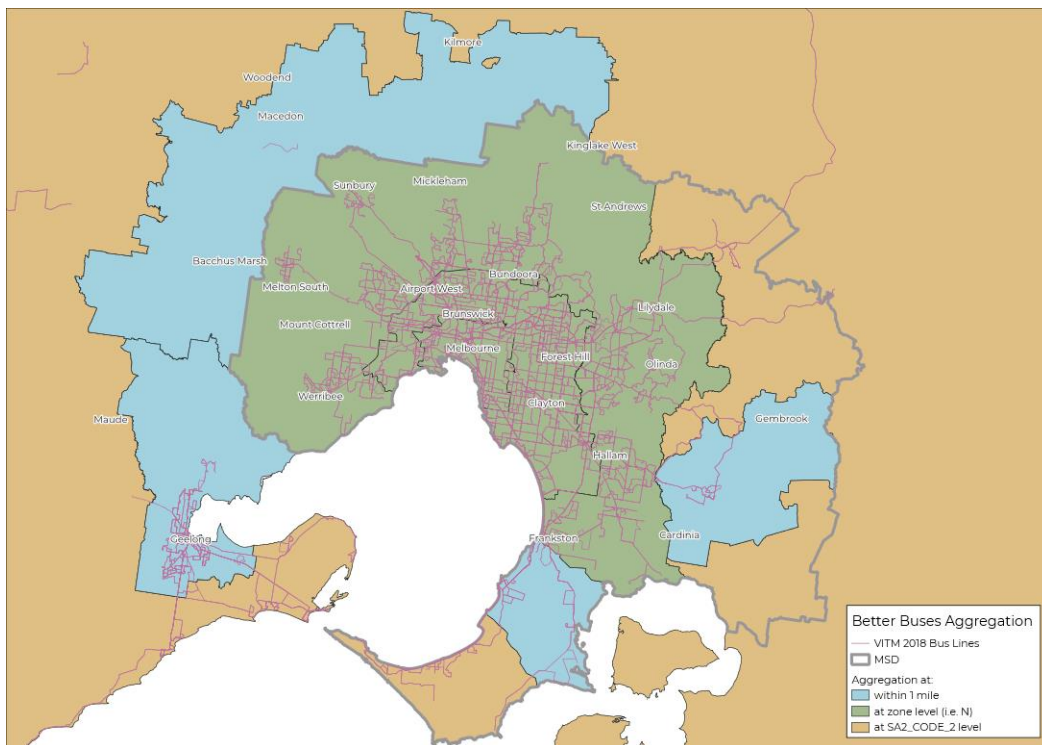 Kilmore
Woodend
Macedon
Kinglake West
Mickleham
Sunbury
St Andrews
Bacchus Marsh
Bundoora
Melton South
Airport West
Lilydale
Brunswick
Mount Cottrell
Melbourne
Forest Hill
Olinda
Werribee
Clayton
Maude
Gembrook
Hallam
Cardinia
Frankston
Geelong
Better Buses Aggregation
VITM 2018 Bus Lines
MSD
Aggregation at:
within 1 mile
at zone level (i.e. N)
at SA2_CODE_2 level